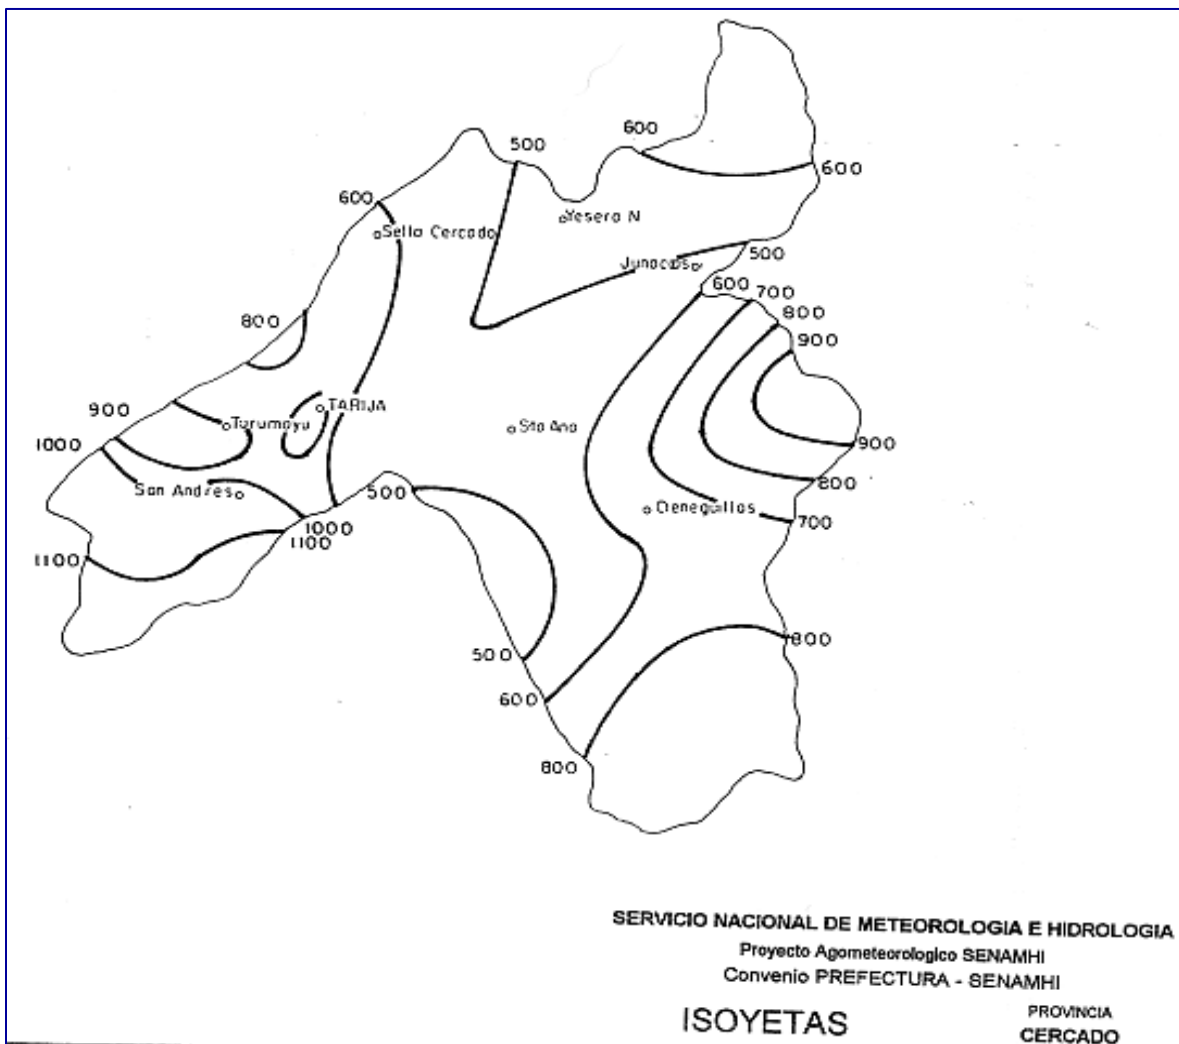 600
500
600
600
Yesera N
Sella Cercado
500
Junacas
600
700
800
800
900
TARIJA
900
Turumayu
Sta Ana
1000
900
800
San Andres
500
Cieneguillas
700
1000
1100
1100
800
500
600
800
SERVICIO NACIONAL DE METEOROLOGIA E HIDROLOGIA
Proyecto Agometeorologico SENAMHI
Convenio PREFECTURA - SENAMHI
ISOYETAS
PROVINCIA
CERCADO